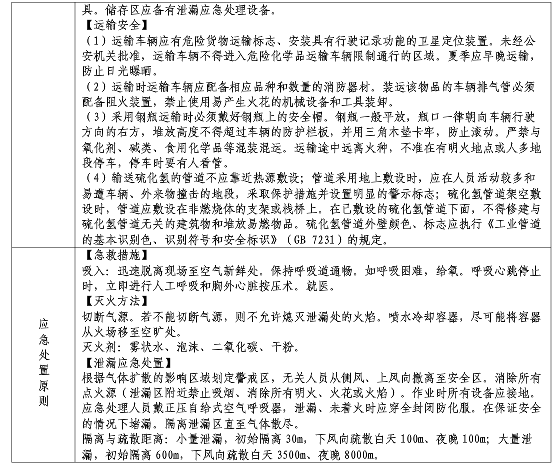 具。储存区应备有泄漏应急处理设备。
【运输安全】
（1）运输车辆应有危险货物运输标志、安装具有行驶记录功能的卫星定位装置。未经公
安机关批准，运输车辆不得进入危险化学品运输车辆限制通行的区域。夏季应早晚运输，
防止日光曝晒。
（2）运输时运输车辆应配备相应品种和数量的消防器材。装运该物品的车辆排气管必须
配备阻火装置，禁止使用易产生火花的机械设备和工具装卸。
（3）采用钢瓶运输时必须戴好钢瓶上的安全帽。钢瓶一般平放，瓶口一律朝向车辆行驶
方向的右方，堆放高度不得超过车辆的防护栏板，并用三角木垫卡牢，防止滚动。严禁与
氧化剂、碱类、食用化学品等混装混运。运输途中远离火种，不准在有明火地点或人多地
段停车，停车时要有人看管。
（4）输送硫化氢的管道不应靠近热源敷设；管道采用地上敷设时，应在人员活动较多和
易遭车辆、外来物撞击的地段，采取保护措施并设置明显的警示标志；硫化氢管道架空敷
设时，管道应敷设在非燃烧体的支架或栈桥上。在已敷设的硫化氢管道下面，不得修建与
硫化氢管道无关的建筑物和堆放易燃物品。硫化氢管道外壁颜色、标志应执行《工业管道
的基本识别色、识别符号和安全标识》（GB 7231）的规定。
应急处置原则
【急救措施】
吸入：迅速脱离现场至空气新鲜处。保持呼吸道通畅。如呼吸困难，给氧。呼吸心跳停止
时，立即进行人工呼吸和胸外心脏按压术。就医。
【灭火方法】
切断气源。若不能切断气源，则不允许熄灭泄漏处的火焰。喷水冷却容器，尽可能将容器
从火场移至空旷处。
灭火剂：雾状水、泡沫、二氧化碳、干粉。
【泄漏应急处置】
根据气体扩散的影响区域划定警戒区，无关人员从侧风、上风向撤离至安全区。消除所有
点火源（泄漏区附近禁止吸烟、消除所有明火、火花或火焰）。作业时所有设备应接地。
应急处理人员戴正压自给式空气呼吸器，泄漏、未着火时应穿全封闭防化服。在保证安全
的情况下堵漏。隔离泄漏区直至气体散尽。
隔离与疏散距离：小量泄漏，初始隔离 30m，下风向疏散白天 100m、夜晚 100m；大量泄
漏，初始隔离 600m，下风向疏散白天 3500m、夜晚 8000m。